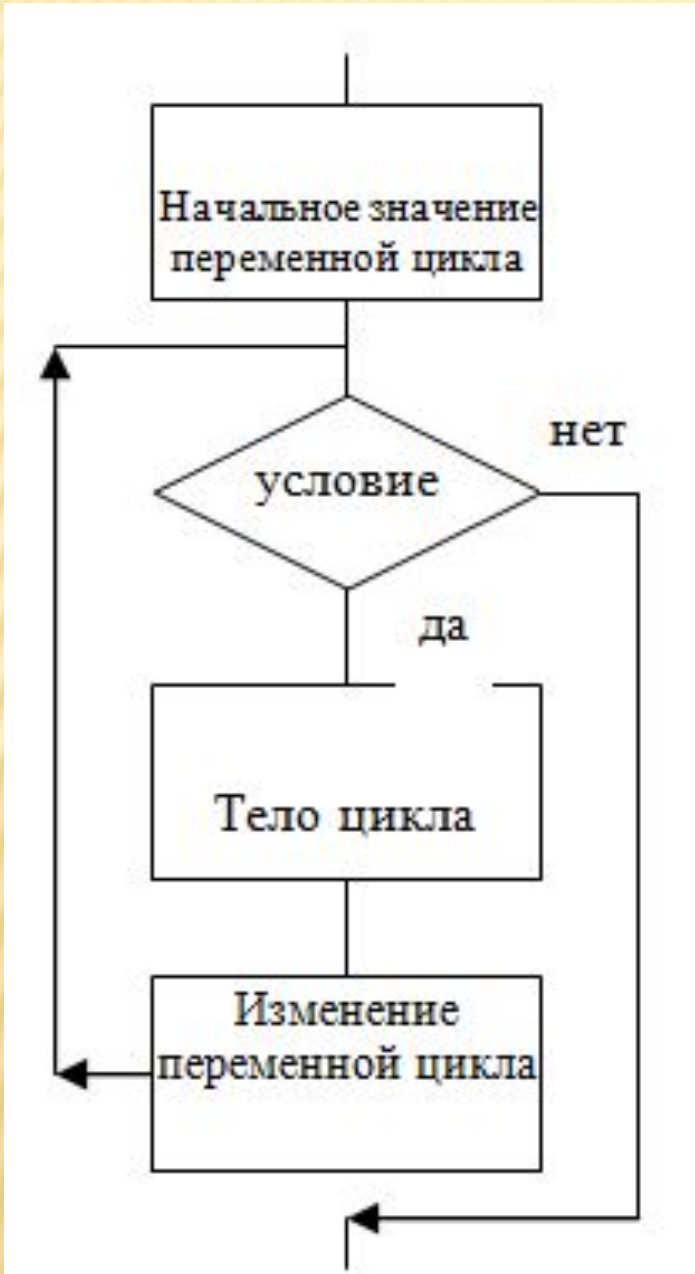 Начальное значение
переменной цикла
нет
условие
да
Тело цикла
Изменение
переменной цикла